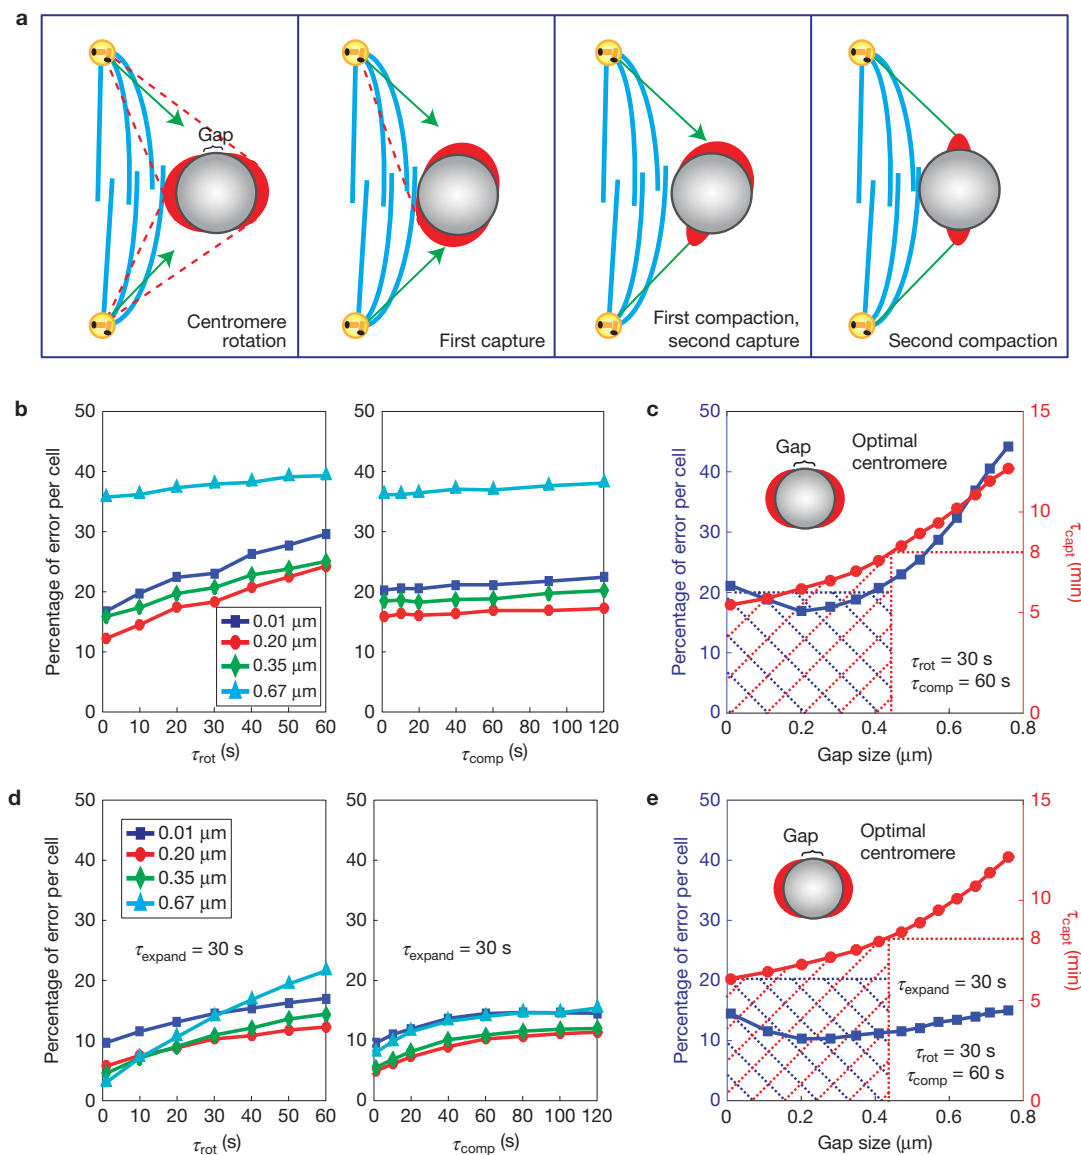 a
Gap
Centromere
rotation
First capture
First compaction,
second capture
Second compaction
b
Percentage of error per cell
50
40
30
20
10
0
0.01 μm
0.20 μm
0.35 μm
0.67 μm
0 10 20 30 40 50 60
τrot (s)
0 20 40 60 80 100 120
τcomp (s)
c
Percentage of error per cell
50
40
30
20
10
0
Gap
Optimal
centromere
τrot = 30 s
τcomp = 60 s
15
10
8
5
0
τcapt (min)
0 0.2 0.4 0.6 0.8
Gap size (μm)
d
Percentage of error per cell
50
40
30
20
10
0
0.01 μm
0.20 μm
0.35 μm
0.67 μm
τexpand = 30 s
0 10 20 30 40 50 60
τrot (s)
50
40
30
20
10
0
τexpand = 30 s
0 20 40 60 80 100 120
τcomp (s)
e
Percentage of error per cell
50
40
30
20
10
0
Gap
Optimal
centromere
τexpand = 30 s
τrot = 30 s
τcomp = 60 s
15
10
8
5
0
τcapt (min)
0 0.2 0.4 0.6 0.8
Gap size (μm)